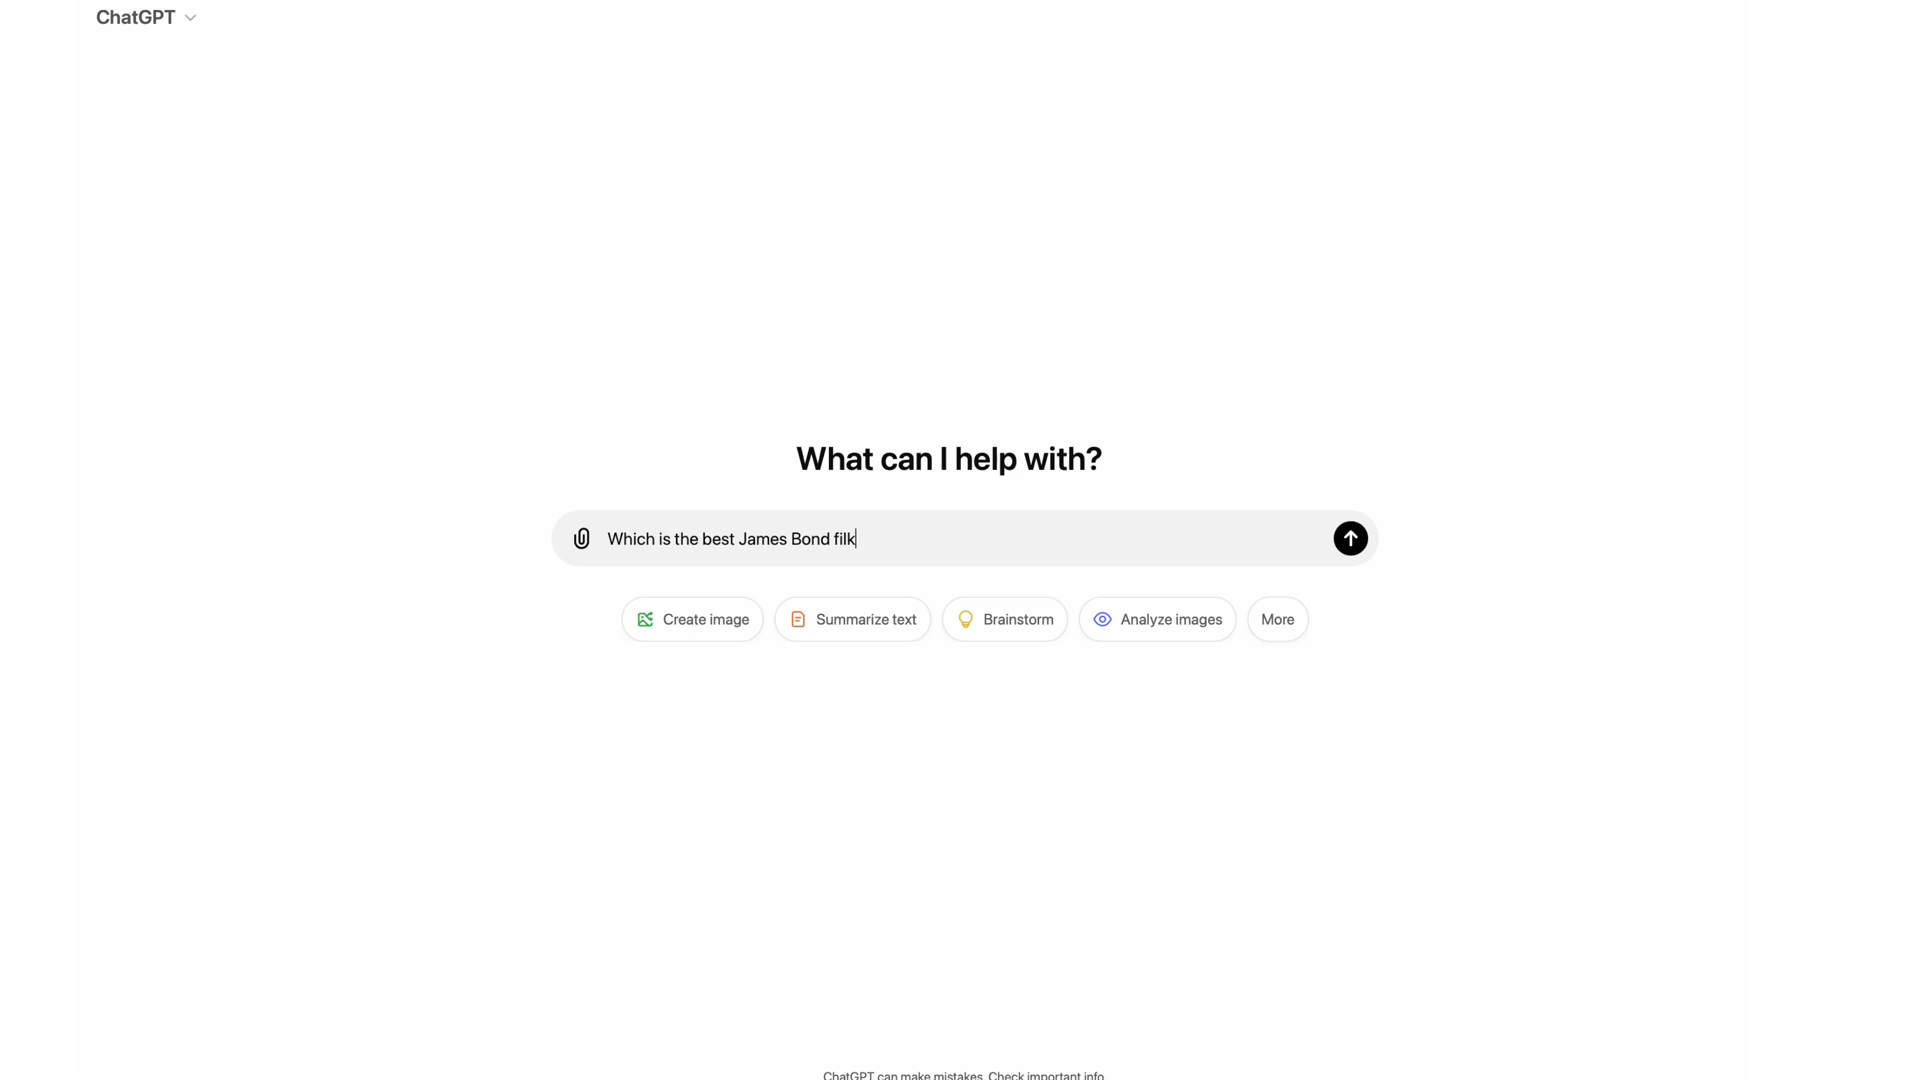 ChatGPT
What can I help with?
Which is the best James Bond filk
Create image Summarize text Brainstorm Analyze images More
ChatGPT can make mistakes. Check important info.